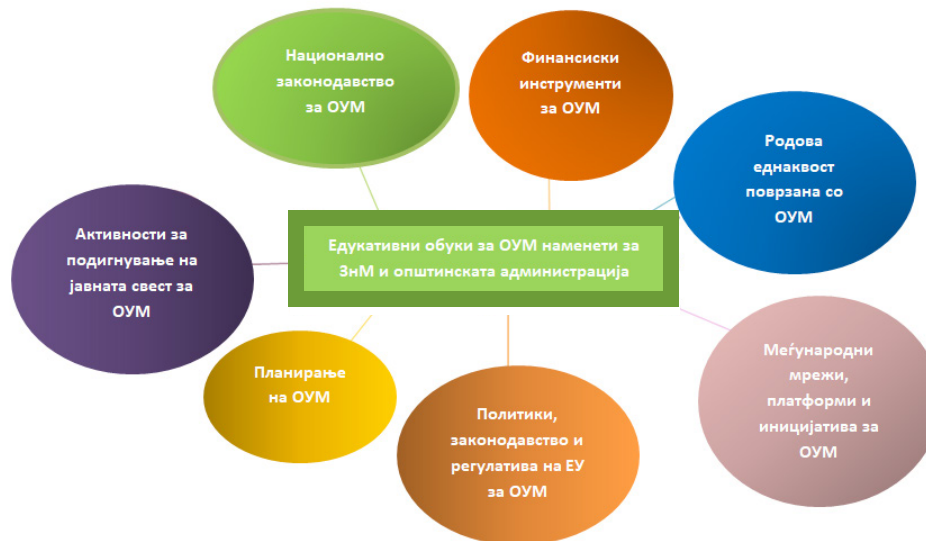 Национално
законодавство
за ОУМ
Финансиски
инструменти
за ОУМ
Родова
еднаквост
поврзана со
ОУМ
Активности за
подигнување на
јавната свест за
ОУМ
Едукативни обуки за ОУМ наменети за
ЗнМ и општинската администрација
Меѓународни
мрежи,
платформи и
иницијатива за
ОУМ
Планирање
на ОУМ
Политики,
законодавство и
регулатива на ЕУ
за ОУМ